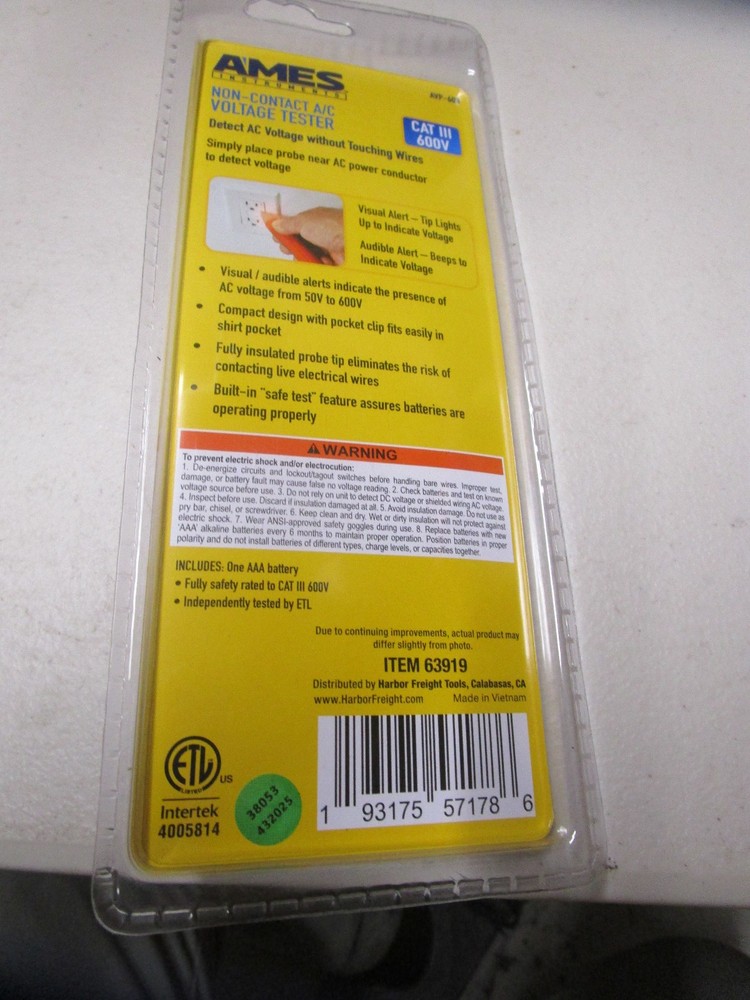 AMES
INSTRUMENTS
NON-CONTACT A/C
VOLTAGE TESTER
CAT III
600V
Detect AC Voltage without Touching Wires
Simply place probe near AC power conductor
to detect voltage
Visual Alert – Tip Lights
Up to Indicate Voltage
Audible Alert – Beeps to
Indicate Voltage
• Visual / audible alerts indicate the presence of
AC voltage from 50V to 600V
• Compact design with pocket clip fits easily in
shirt pocket
• Fully insulated probe tip eliminates the risk of
contacting live electrical wires
• Built-in "safe test" feature assures batteries are
operating properly
⚠WARNING
To prevent electric shock and/or electrocution:
1. De-energize circuits and lockout/tagout switches before handling bare wires. Improper test,
damage, or battery fault may cause false no voltage reading. 2. Check batteries and test on known
voltage source before use. 3. Do not rely on unit to detect DC voltage or shielded wiring AC voltage.
4. Inspect before use. Discard if insulation damaged at all. 5. Avoid insulation damage. Do not use as
pry bar, chisel, or screwdriver. 6. Keep clean and dry. Wet or dirty insulation will not protect against
electric shock. 7. Wear ANSI-approved safety goggles during use. 8. Replace batteries with new
'AAA' alkaline batteries every 6 months to maintain proper operation. Position batteries in proper
polarity and do not install batteries of different types, charge levels, or capacities together.
INCLUDES: One AAA battery
• Fully safety rated to CAT III 600V
• Independently tested by ETL
Due to continuing improvements, actual product may
differ slightly from photo.
ITEM 63919
Distributed by Harbor Freight Tools, Calabasas, CA
www.HarborFreight.com Made in Vietnam
ETL US
LISTED
Intertek
4005814
38053
432025
1 93175 57178 6